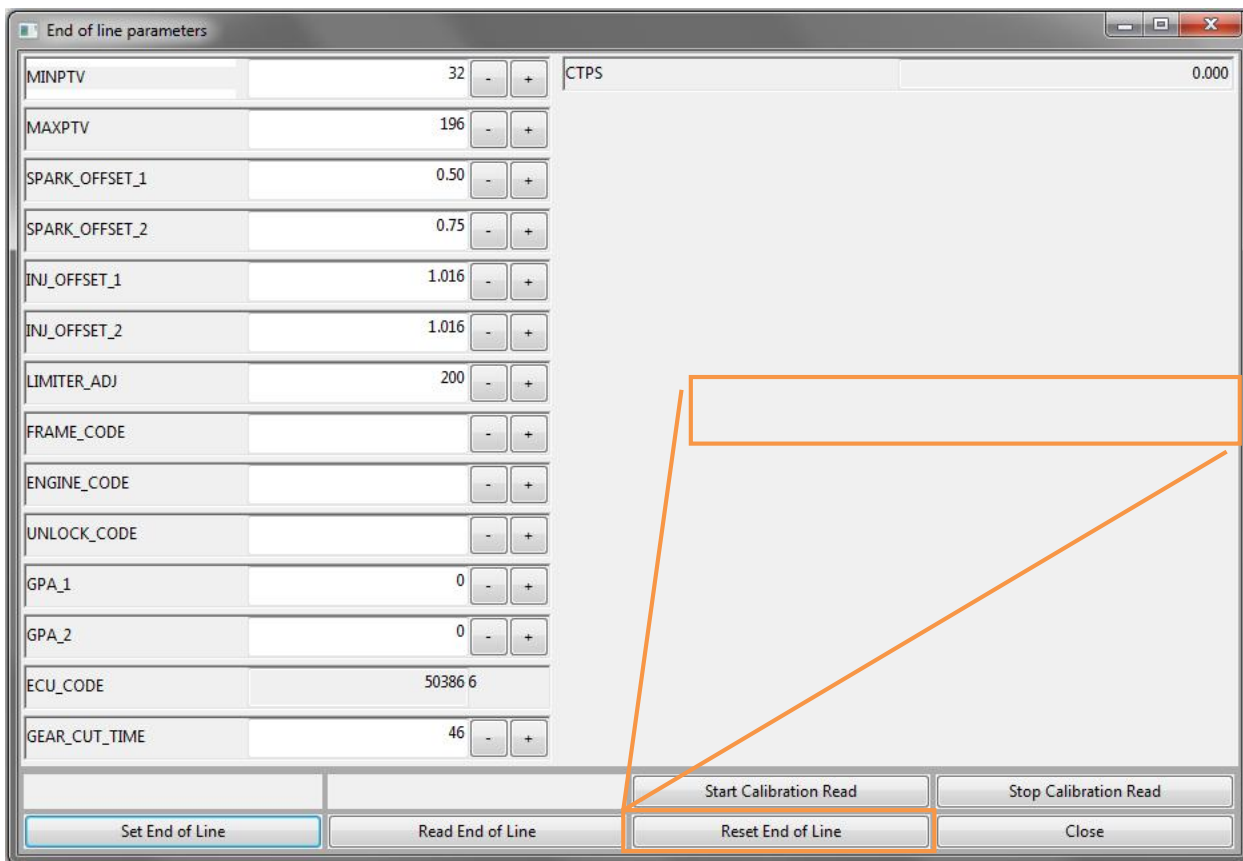 End of line parameters
MINPTV 32 - + CTPS 0.000
MAXPTV 196 - +
SPARK_OFFSET_1 0.50 - +
SPARK_OFFSET_2 0.75 - +
INJ_OFFSET_1 1.016 - +
INJ_OFFSET_2 1.016 - +
LIMITER_ADJ 200 - +
FRAME_CODE - +
ENGINE_CODE - +
UNLOCK_CODE - +
GPA_1 0 - +
GPA_2 0 - +
ECU_CODE 50386 6
GEAR_CUT_TIME 46 - +
Start Calibration Read Stop Calibration Read
Set End of Line Read End of Line Reset End of Line Close